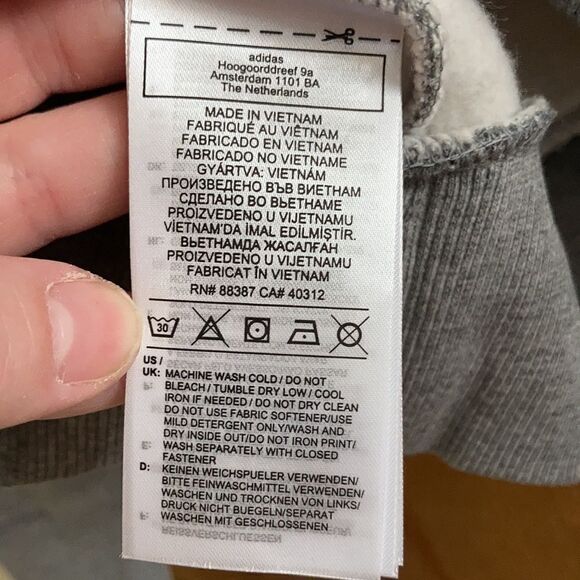 adidas
Hoogoorddreef 9a
Amsterdam 1101 BA
The Netherlands
MADE IN VIETNAM
FABRIQUÉ AU VIÊTNAM
FABRICADO EN VIETNAM
FABRICADO NO VIETNAME
GYÁRTVA: VIETNÁM
ПРОИЗВЕДЕНО ВЪВ ВИЕТНАМ
СДЕЛАНО ВО ВЬЕТНАМЕ
PROIZVEDENO U VIJETNAMU
VİETNAM'DA İMAL EDİLMİŞTİR.
ВЬЕТНАМДА ЖАСАЛҒАН
PROIZVEDENO U VIJETNAMU
FABRICAT ÎN VIETNAM
RN# 88387 CA# 40312
30
US /
UK: MACHINE WASH COLD / DO NOT
BLEACH / TUMBLE DRY LOW / COOL
IRON IF NEEDED / DO NOT DRY CLEAN
DO NOT USE FABRIC SOFTENER/USE
MILD DETERGENT ONLY/WASH AND
DRY INSIDE OUT/DO NOT IRON PRINT/
E: WASH SEPARATELY WITH CLOSED
FASTENER
D: KEINEN WEICHSPUELER VERWENDEN/
BITTE FEINWASCHMITTEL VERWENDEN/
WASCHEN UND TROCKNEN VON LINKS/
DRUCK NICHT BUEGELN/SEPARAT
WASCHEN MIT GESCHLOSSENEN
REISSVERSCHLUESSEN